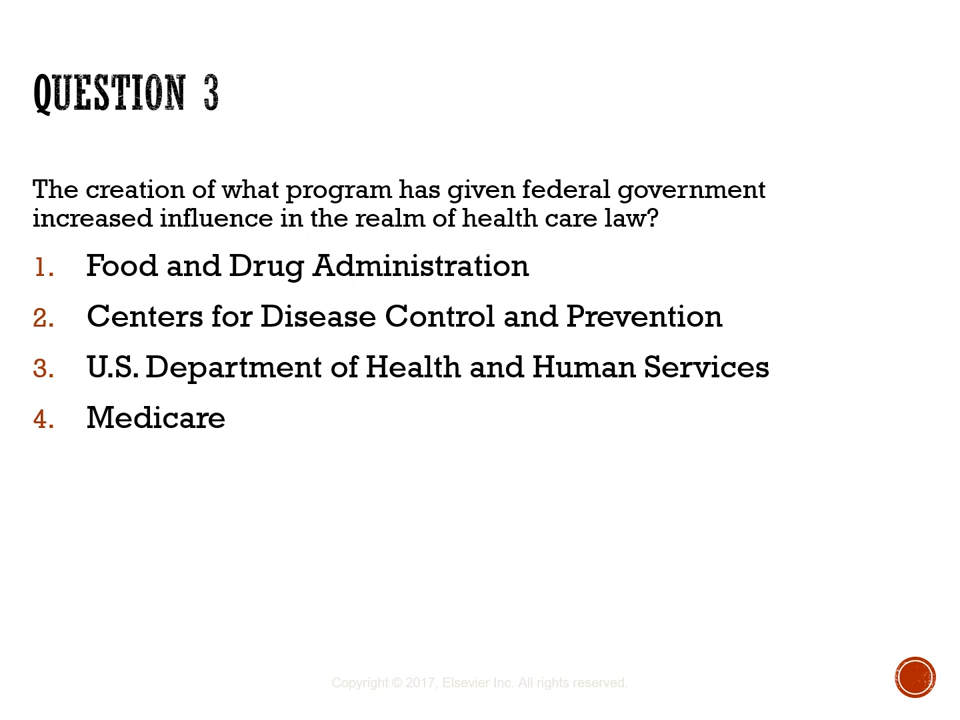 QUESTION 3
The creation of what program has given federal government
increased influence in the realm of health care law?
1. Food and Drug Administration
2. Centers for Disease Control and Prevention
3. U.S. Department of Health and Human Services
4. Medicare
Copyright © 2017, Elsevier Inc. All rights reserved.